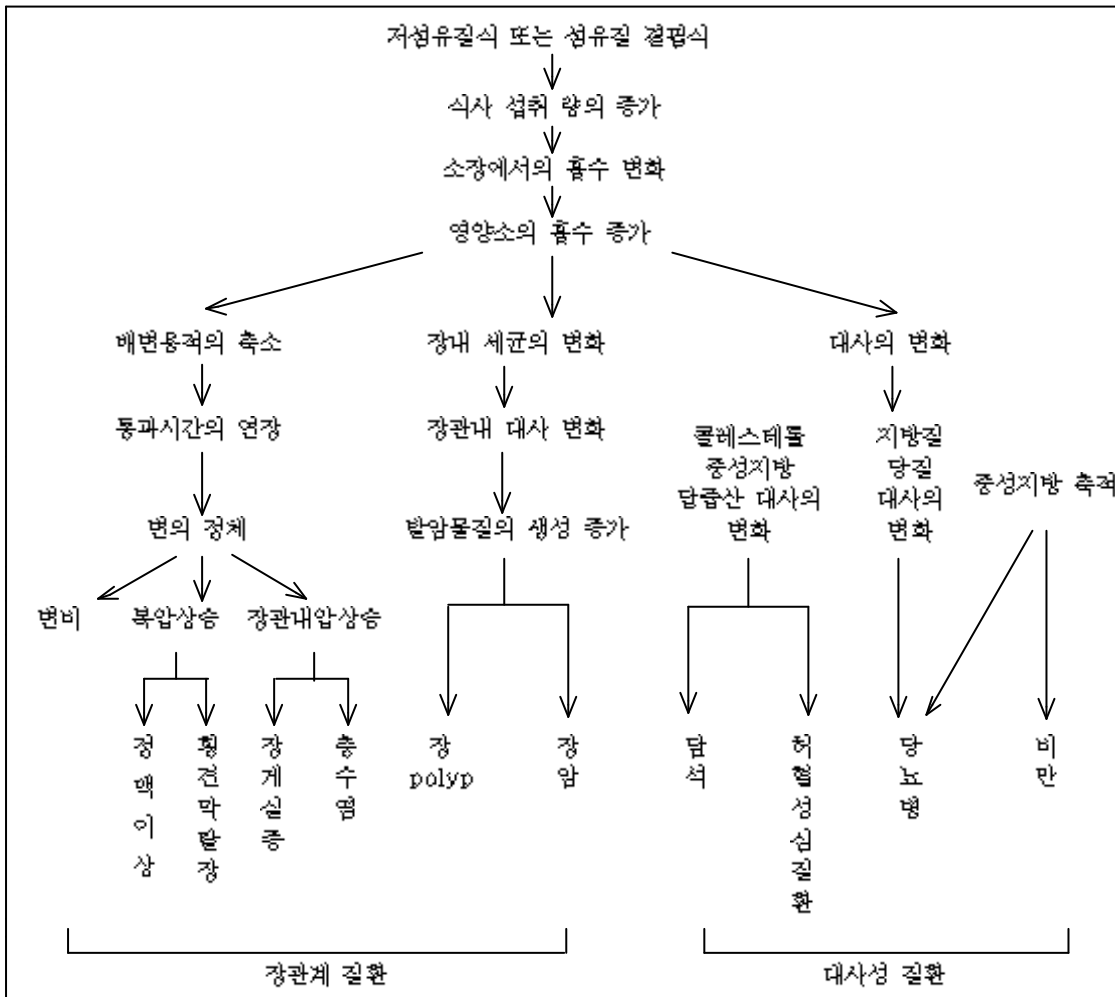 저섬유질식 또는 섬유질 결핍식
식사 섭취 량의 증가
소장에서의 흡수 변화
영양소의 흡수 증가
배변용적의 축소
장내 세균의 변화
대사의 변화
통과시간의 연장
장관내 대사 변화
콜레스테롤
중성지방
담즙산 대사의
변화
지방질
당질
대사의
변화
중성지방 축적
변의 정체
발암물질의 생성 증가
변비
복압상승
장관내압상승
정맥이상
횡견막탈장
장게실증
충수염
장
polyp
장암
담석
허혈성심질환
당뇨병
비만
장관계 질환
대사성 질환